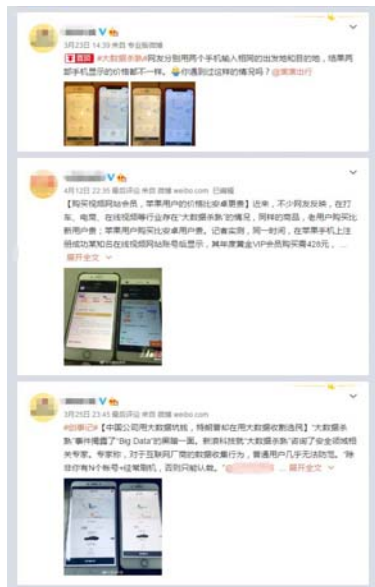 3月23日 14:39 来自 专业版微博
#大数据杀熟#网友分别用两个手机输入相同的出发地和目的地，结果两
部手机显示的价格都不一样。你遇到过这样的情况吗？@滴滴出行
4月12日 22:35 最后评论 来自 微博 weibo.com 已编辑
【购买视频网站会员，苹果用户的价格比安卓更贵】近来，不少网友反映，在打
车、电商、在线视频等行业存在“大数据杀熟”的情况，同样的商品，老用户购买比
新用户贵；苹果用户购买比安卓用户贵。记者实测，同一时间，在苹果手机上注
册成功某知名在线视频网站账号后显示，其年度黄金VIP会员购买需428元，...
展开全文
3月25日 23:45 最后评论 来自 微博 weibo.com
【中国公司用大数据坑钱，特朗普却在用大数据收割选民】“大数据杀
熟”事件揭露了“Big Data”的黑暗一面。新浪科技就“大数据杀熟”咨询了安全领域相
关专家。专家称，对于互联网厂商的数据收集行为，普通用户几乎无法防范。“除
非你有N个帐号+经常刷机，否则只能认栽。”@ ... 展开全文